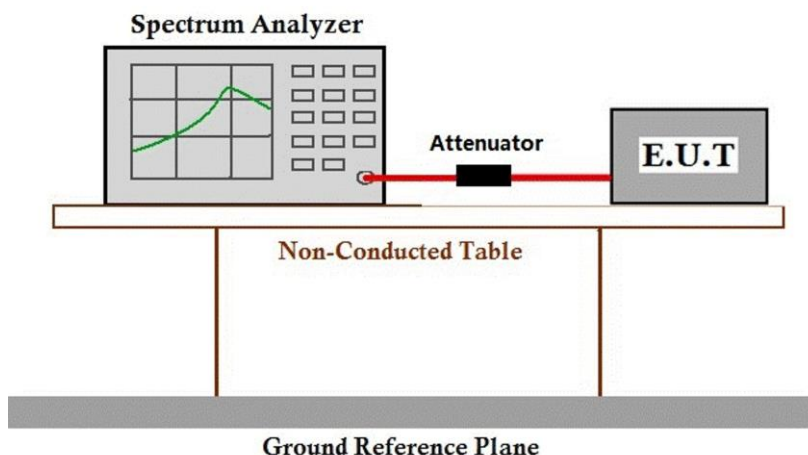 Spectrum Analyzer
Attenuator
E.U.T
Non-Conducted Table
Ground Reference Plane